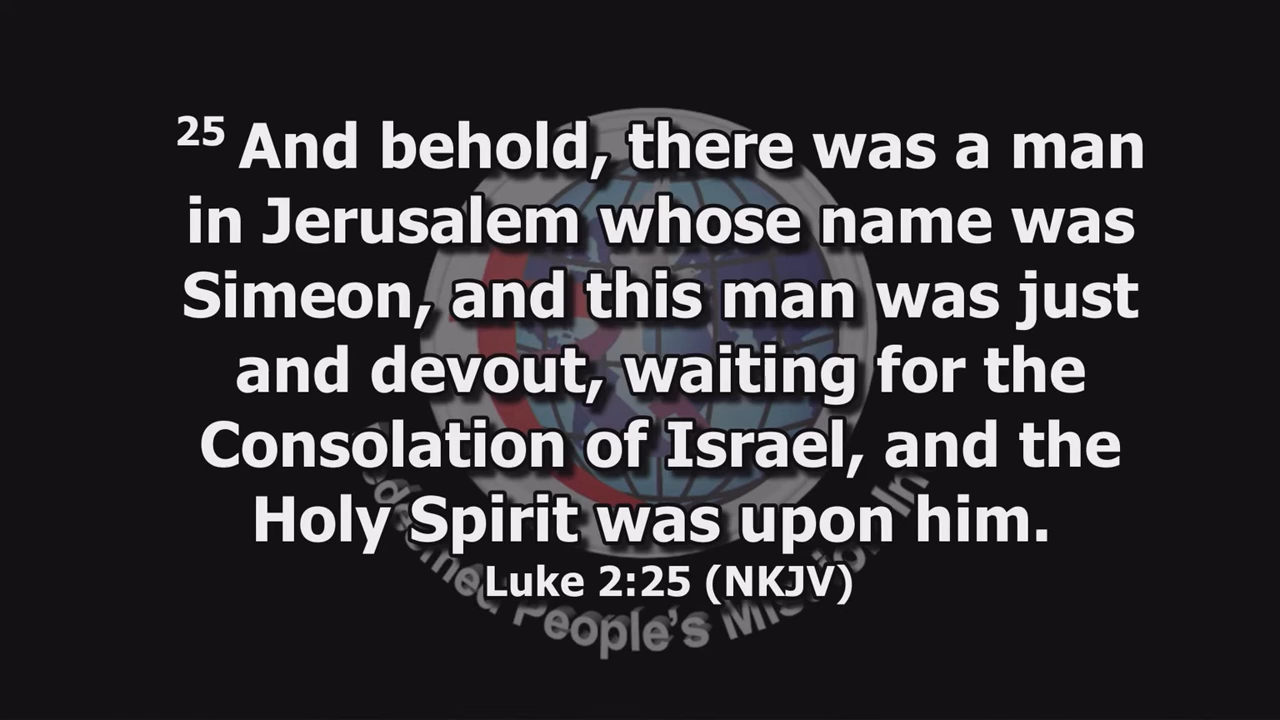 25 And behold, there was a man
in Jerusalem whose name was
Simeon, and this man was just
and devout, waiting for the
Consolation of Israel, and the
Holy Spirit was upon him.
Luke 2:25 (NKJV)
People's